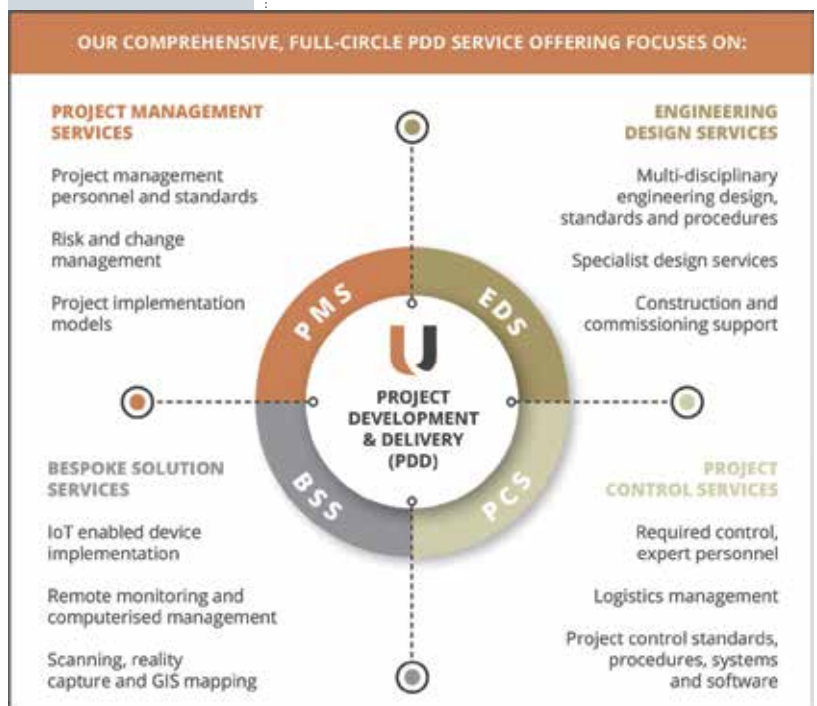 OUR COMPREHENSIVE, FULL-CIRCLE PDD SERVICE OFFERING FOCUSES ON:
PROJECT MANAGEMENT
SERVICES
Project management
personnel and standards
Risk and change
management
Project implementation
models
ENGINEERING
DESIGN SERVICES
Multi-disciplinary
engineering design,
standards and procedures
Specialist design services
Construction and
commissioning support
PMS
EDS
PROJECT
DEVELOPMENT
& DELIVERY
(PDD)
BSS
PCS
BESPOKE SOLUTION
SERVICES
IoT enabled device
implementation
Remote monitoring and
computerised management
Scanning, reality
capture and GIS mapping
PROJECT
CONTROL SERVICES
Required control,
expert personnel
Logistics management
Project control standards,
procedures, systems
and software